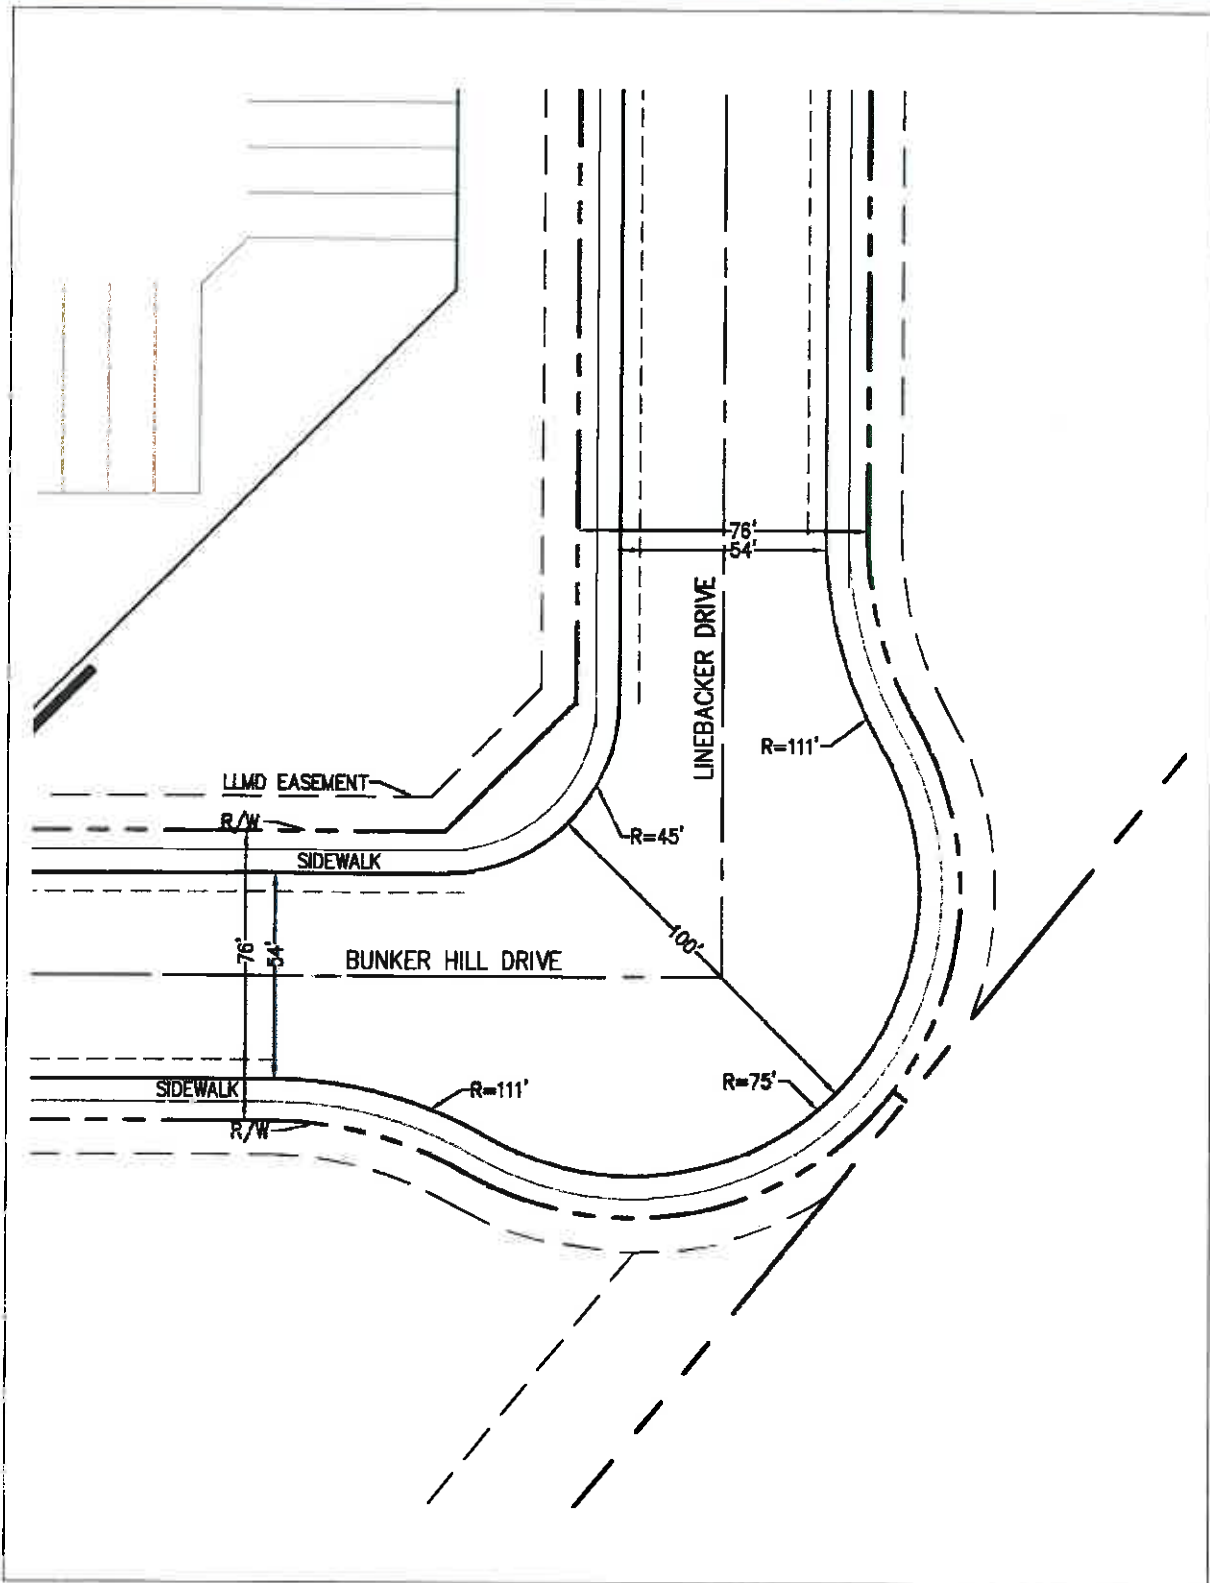 76'
54'
LINEBACKER DRIVE
R=111'
LLMD EASEMENT
R/W
R=45'
SIDEWALK
100'
76'
54'
BUNKER HILL DRIVE
R=75'
SIDEWALK
R=111'
R/W